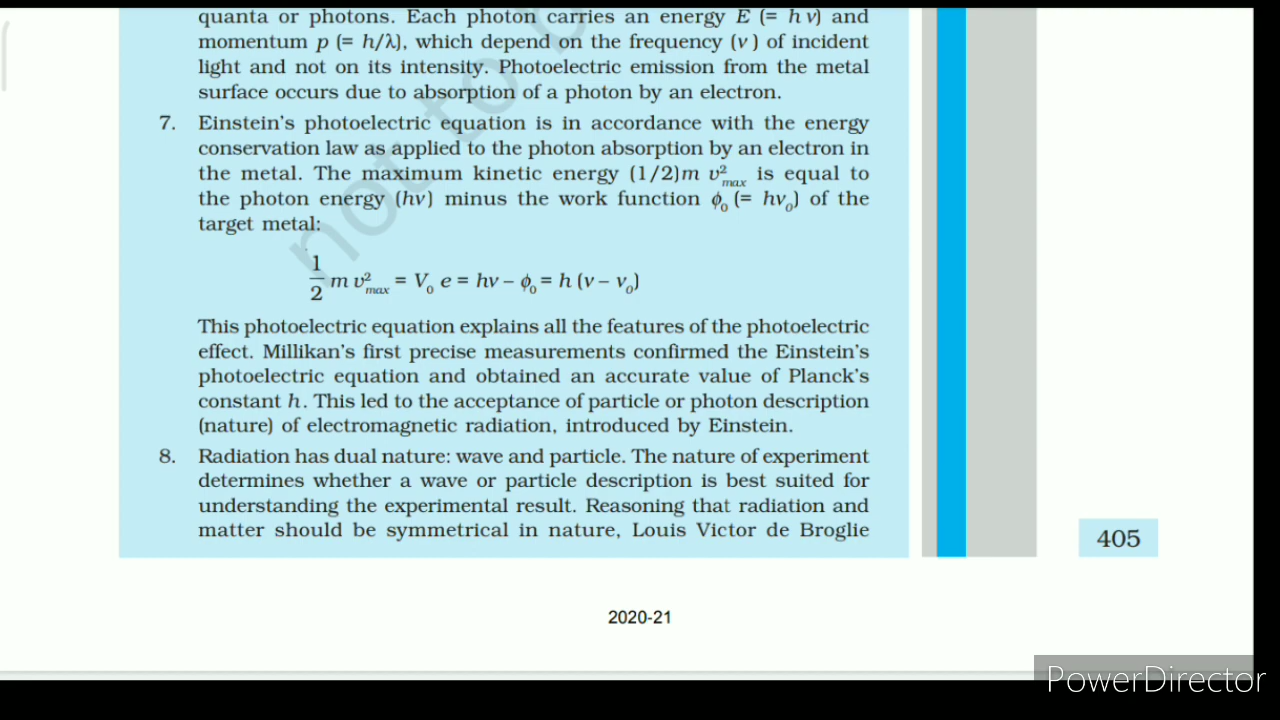 quanta or photons. Each photon carries an energy E (= h ν) and
momentum p (= h/λ), which depend on the frequency (ν ) of incident
light and not on its intensity. Photoelectric emission from the metal
surface occurs due to absorption of a photon by an electron.
7. Einstein's photoelectric equation is in accordance with the energy
conservation law as applied to the photon absorption by an electron in
the metal. The maximum kinetic energy (1/2)m υ²max is equal to
the photon energy (hν) minus the work function ϕ₀ (= hν₀) of the
target metal:
1/2 m υ²max = V₀ e = hν – ϕ₀ = h (ν – ν₀)
This photoelectric equation explains all the features of the photoelectric
effect. Millikan's first precise measurements confirmed the Einstein's
photoelectric equation and obtained an accurate value of Planck's
constant h. This led to the acceptance of particle or photon description
(nature) of electromagnetic radiation, introduced by Einstein.
8. Radiation has dual nature: wave and particle. The nature of experiment
determines whether a wave or particle description is best suited for
understanding the experimental result. Reasoning that radiation and
matter should be symmetrical in nature, Louis Victor de Broglie
405
2020-21
not to b
PowerDirector